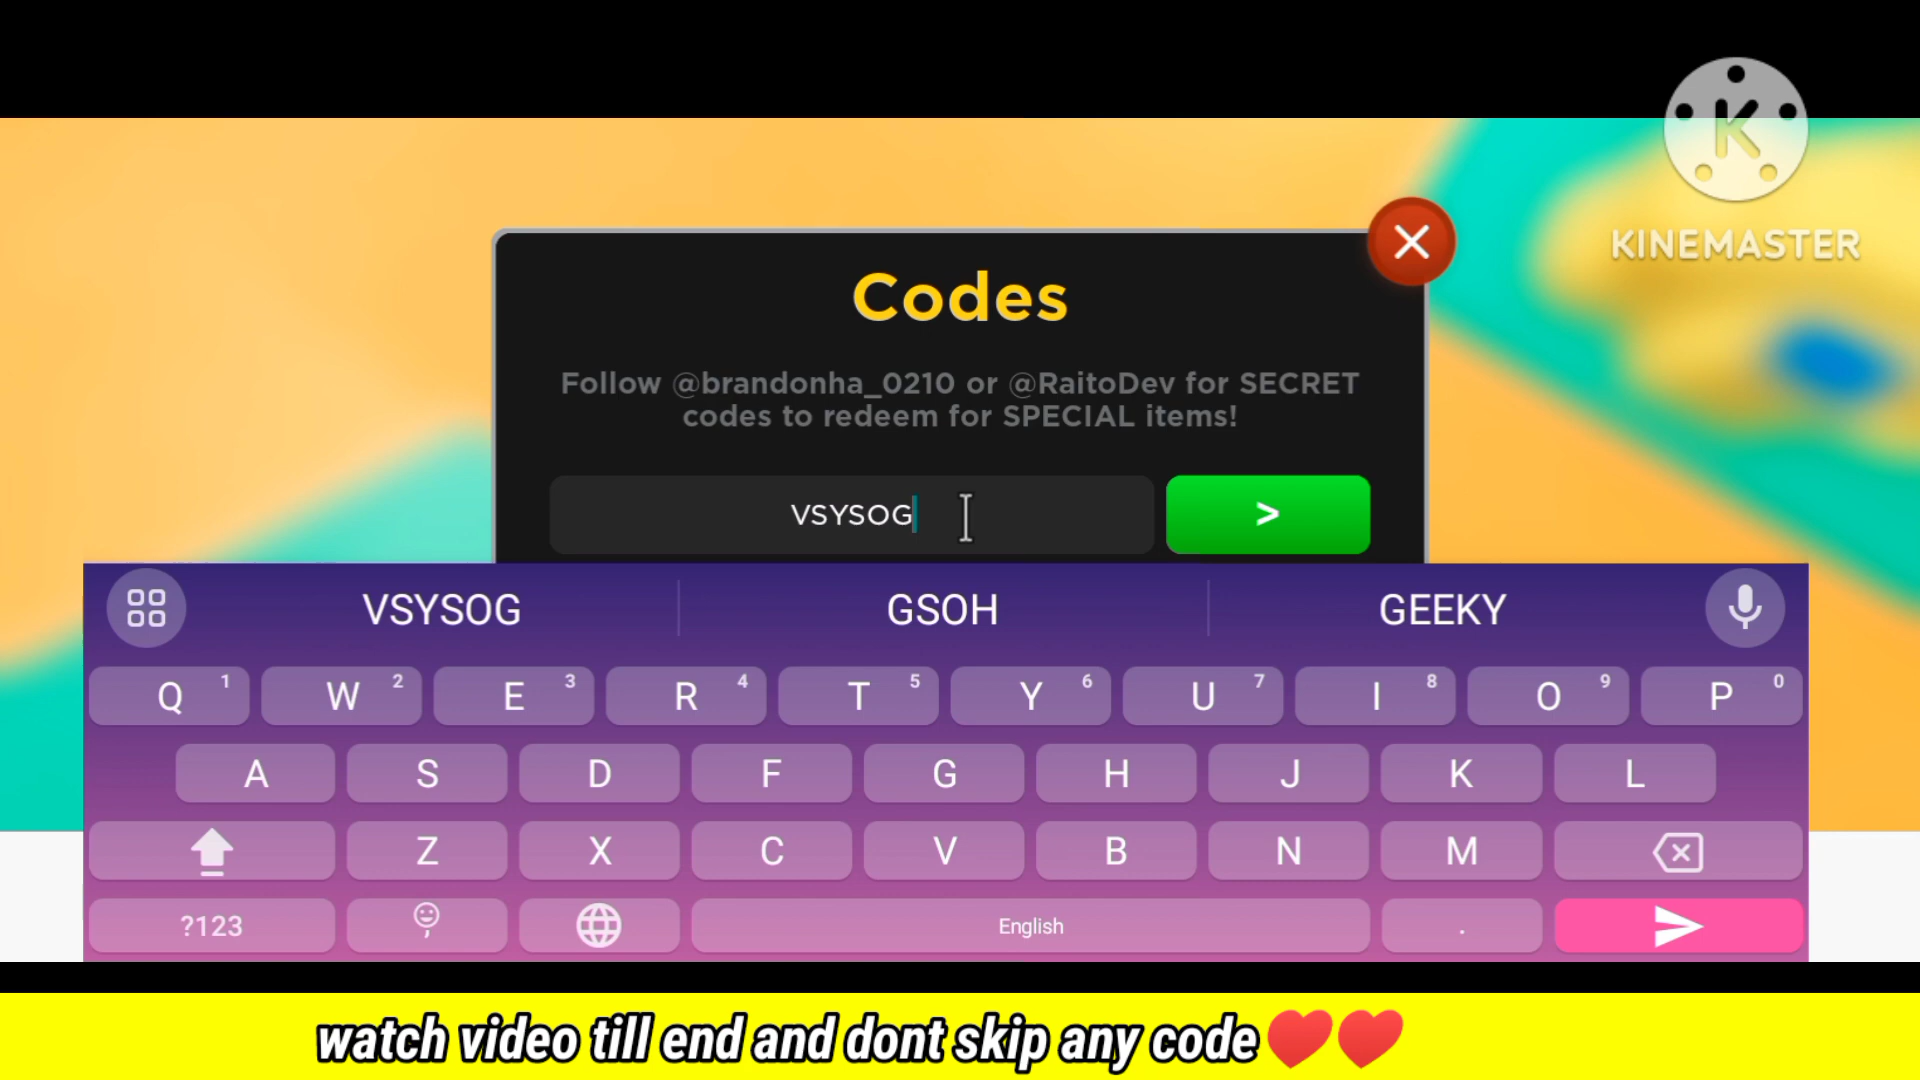 KINEMASTER
Codes
Follow @brandonha_0210 or @RaitoDev for SECRET
codes to redeem for SPECIAL items!
VSYSOG >
VSYSOG GSOH GEEKY
Q 1 W 2 E 3 R 4 T 5 Y 6 U 7 I 8 O 9 P 0
A S D F G H J K L
Z X C V B N M
?123 , English .
watch video till end and dont skip any code